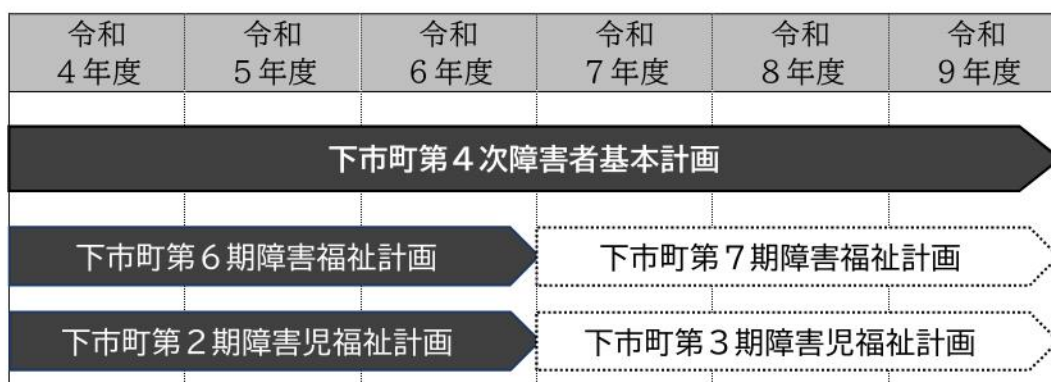 令和 令和 令和 令和 令和 令和
４年度 ５年度 ６年度 ７年度 ８年度 ９年度
下市町第４次障害者基本計画
下市町第６期障害福祉計画 下市町第７期障害福祉計画
下市町第２期障害児福祉計画 下市町第３期障害児福祉計画